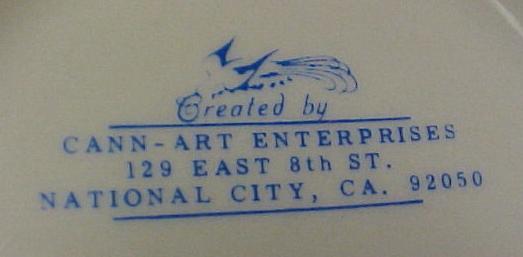 Created by
CANN-ART ENTERPRISES
129 EAST 8th ST.
NATIONAL CITY, CA. 92050